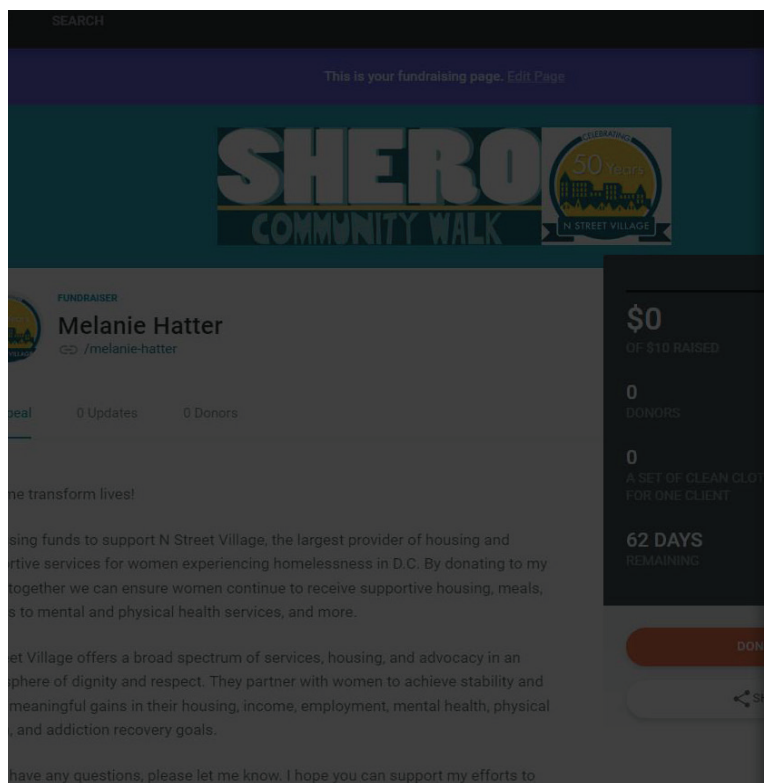 SEARCH
This is your fundraising page. Edit Page
SHERO
COMMUNITY WALK
CELEBRATING
50 Years
N STREET VILLAGE
FUNDRAISER
Melanie Hatter
/melanie-hatter
peal
0 Updates
0 Donors
$0
OF $10 RAISED
0
DONORS
0
A SET OF CLEAN CLOT
FOR ONE CLIENT
62 DAYS
REMAINING
DON
me transform lives!
sing funds to support N Street Village, the largest provider of housing and
rtive services for women experiencing homelessness in D.C. By donating to my
together we can ensure women continue to receive supportive housing, meals,
s to mental and physical health services, and more.
et Village offers a broad spectrum of services, housing, and advocacy in an
sphere of dignity and respect. They partner with women to achieve stability and
meaningful gains in their housing, income, employment, mental health, physical
, and addiction recovery goals.
have any questions, please let me know. I hope you can support my efforts to